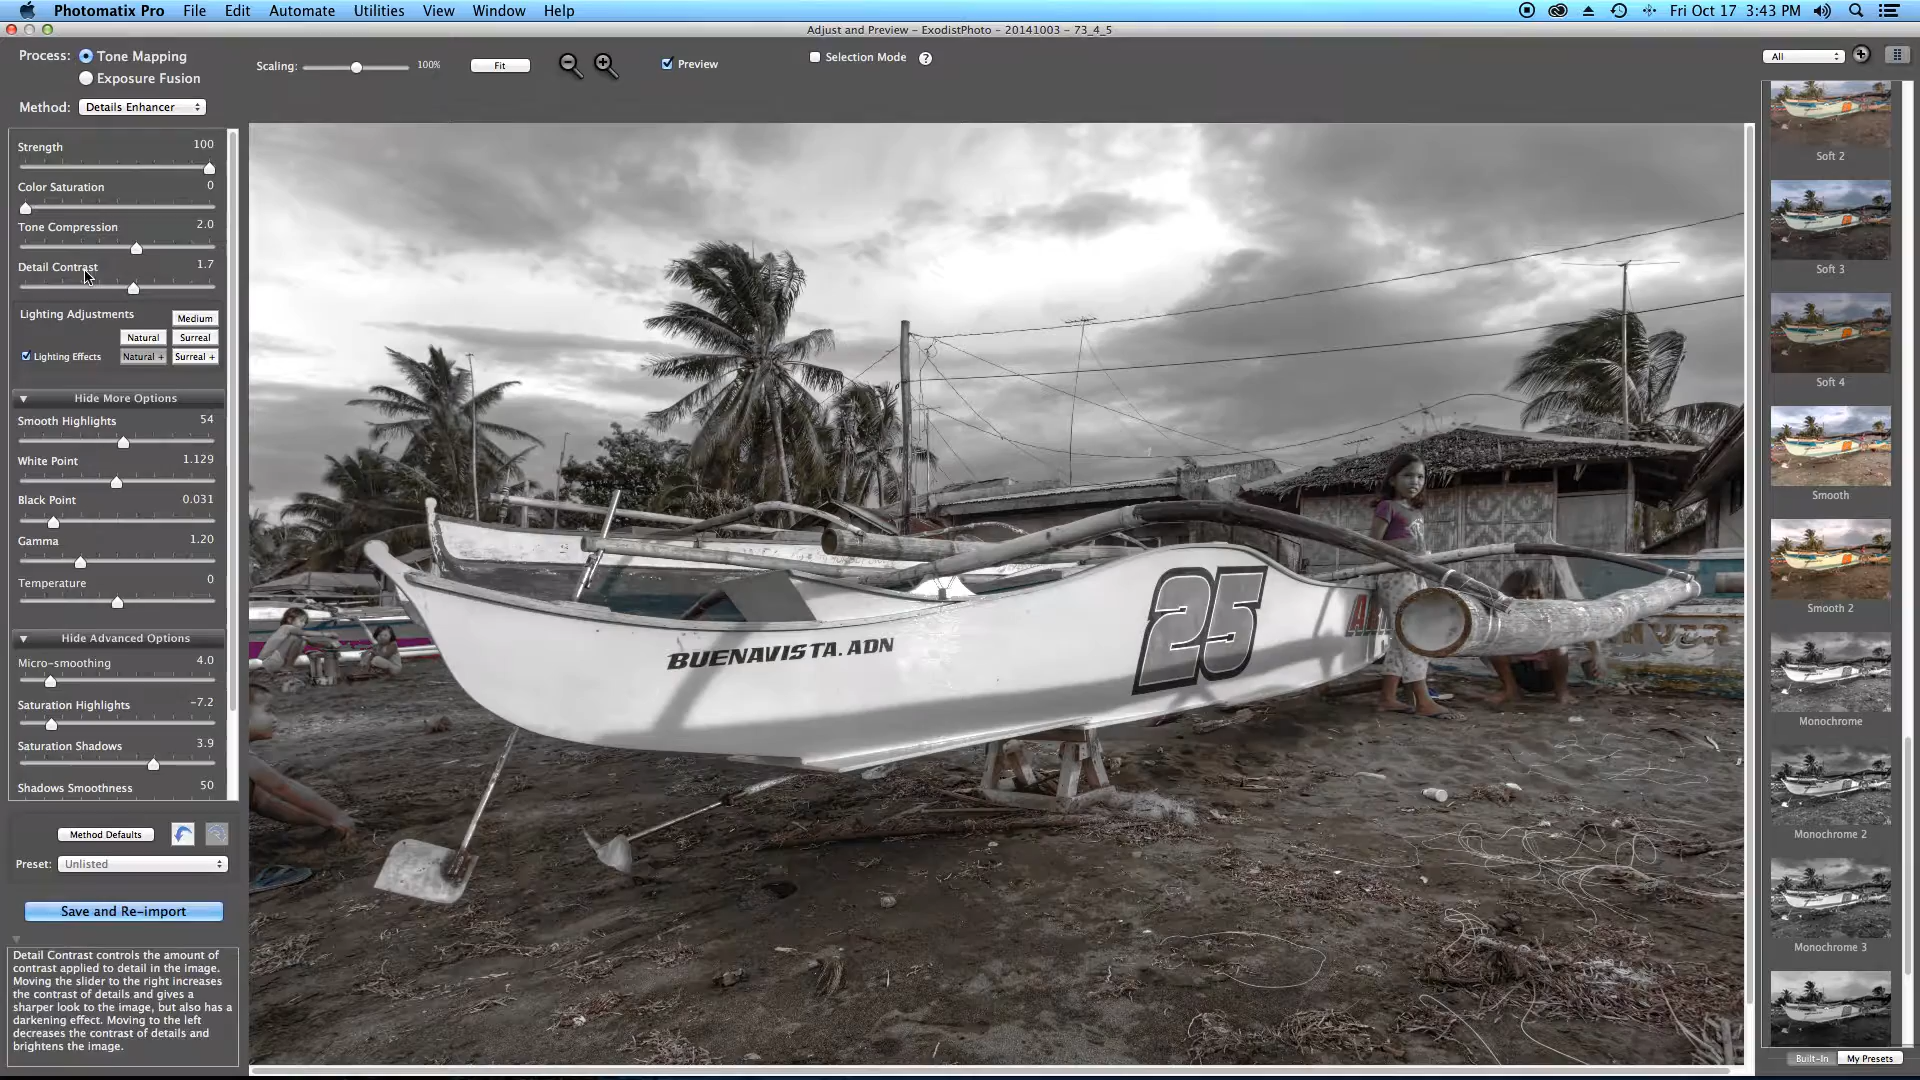 Photomatix Pro File Edit Automate Utilities View Window Help Fri Oct 17 3:43 PM
Adjust and Preview - ExodistPhoto - 20141003 - 73_4_5
Process: Tone Mapping
Exposure Fusion
Method: Details Enhancer
Scaling: 100% Fit Preview Selection Mode ? All
Strength 100
Color Saturation 0
Tone Compression 2.0
Detail Contrast 1.7
Lighting Adjustments Medium
Natural Surreal
Lighting Effects Natural + Surreal +
Hide More Options
Smooth Highlights 54
White Point 1.129
Black Point 0.031
Gamma 1.20
Temperature 0
Hide Advanced Options
Micro-smoothing 4.0
Saturation Highlights -7.2
Saturation Shadows 3.9
Shadows Smoothness 50
Method Defaults
Preset: Unlisted
Save and Re-import
Detail Contrast controls the amount of
contrast applied to detail in the image.
Moving the slider to the right increases
the contrast of details and gives a
sharper look to the image, but also has a
darkening effect. Moving to the left
decreases the contrast of details and
brightens the image.
BUENAVISTA. ADN
25
Soft 2
Soft 3
Soft 4
Smooth
Smooth 2
Monochrome
Monochrome 2
Monochrome 3
Built-In My Presets